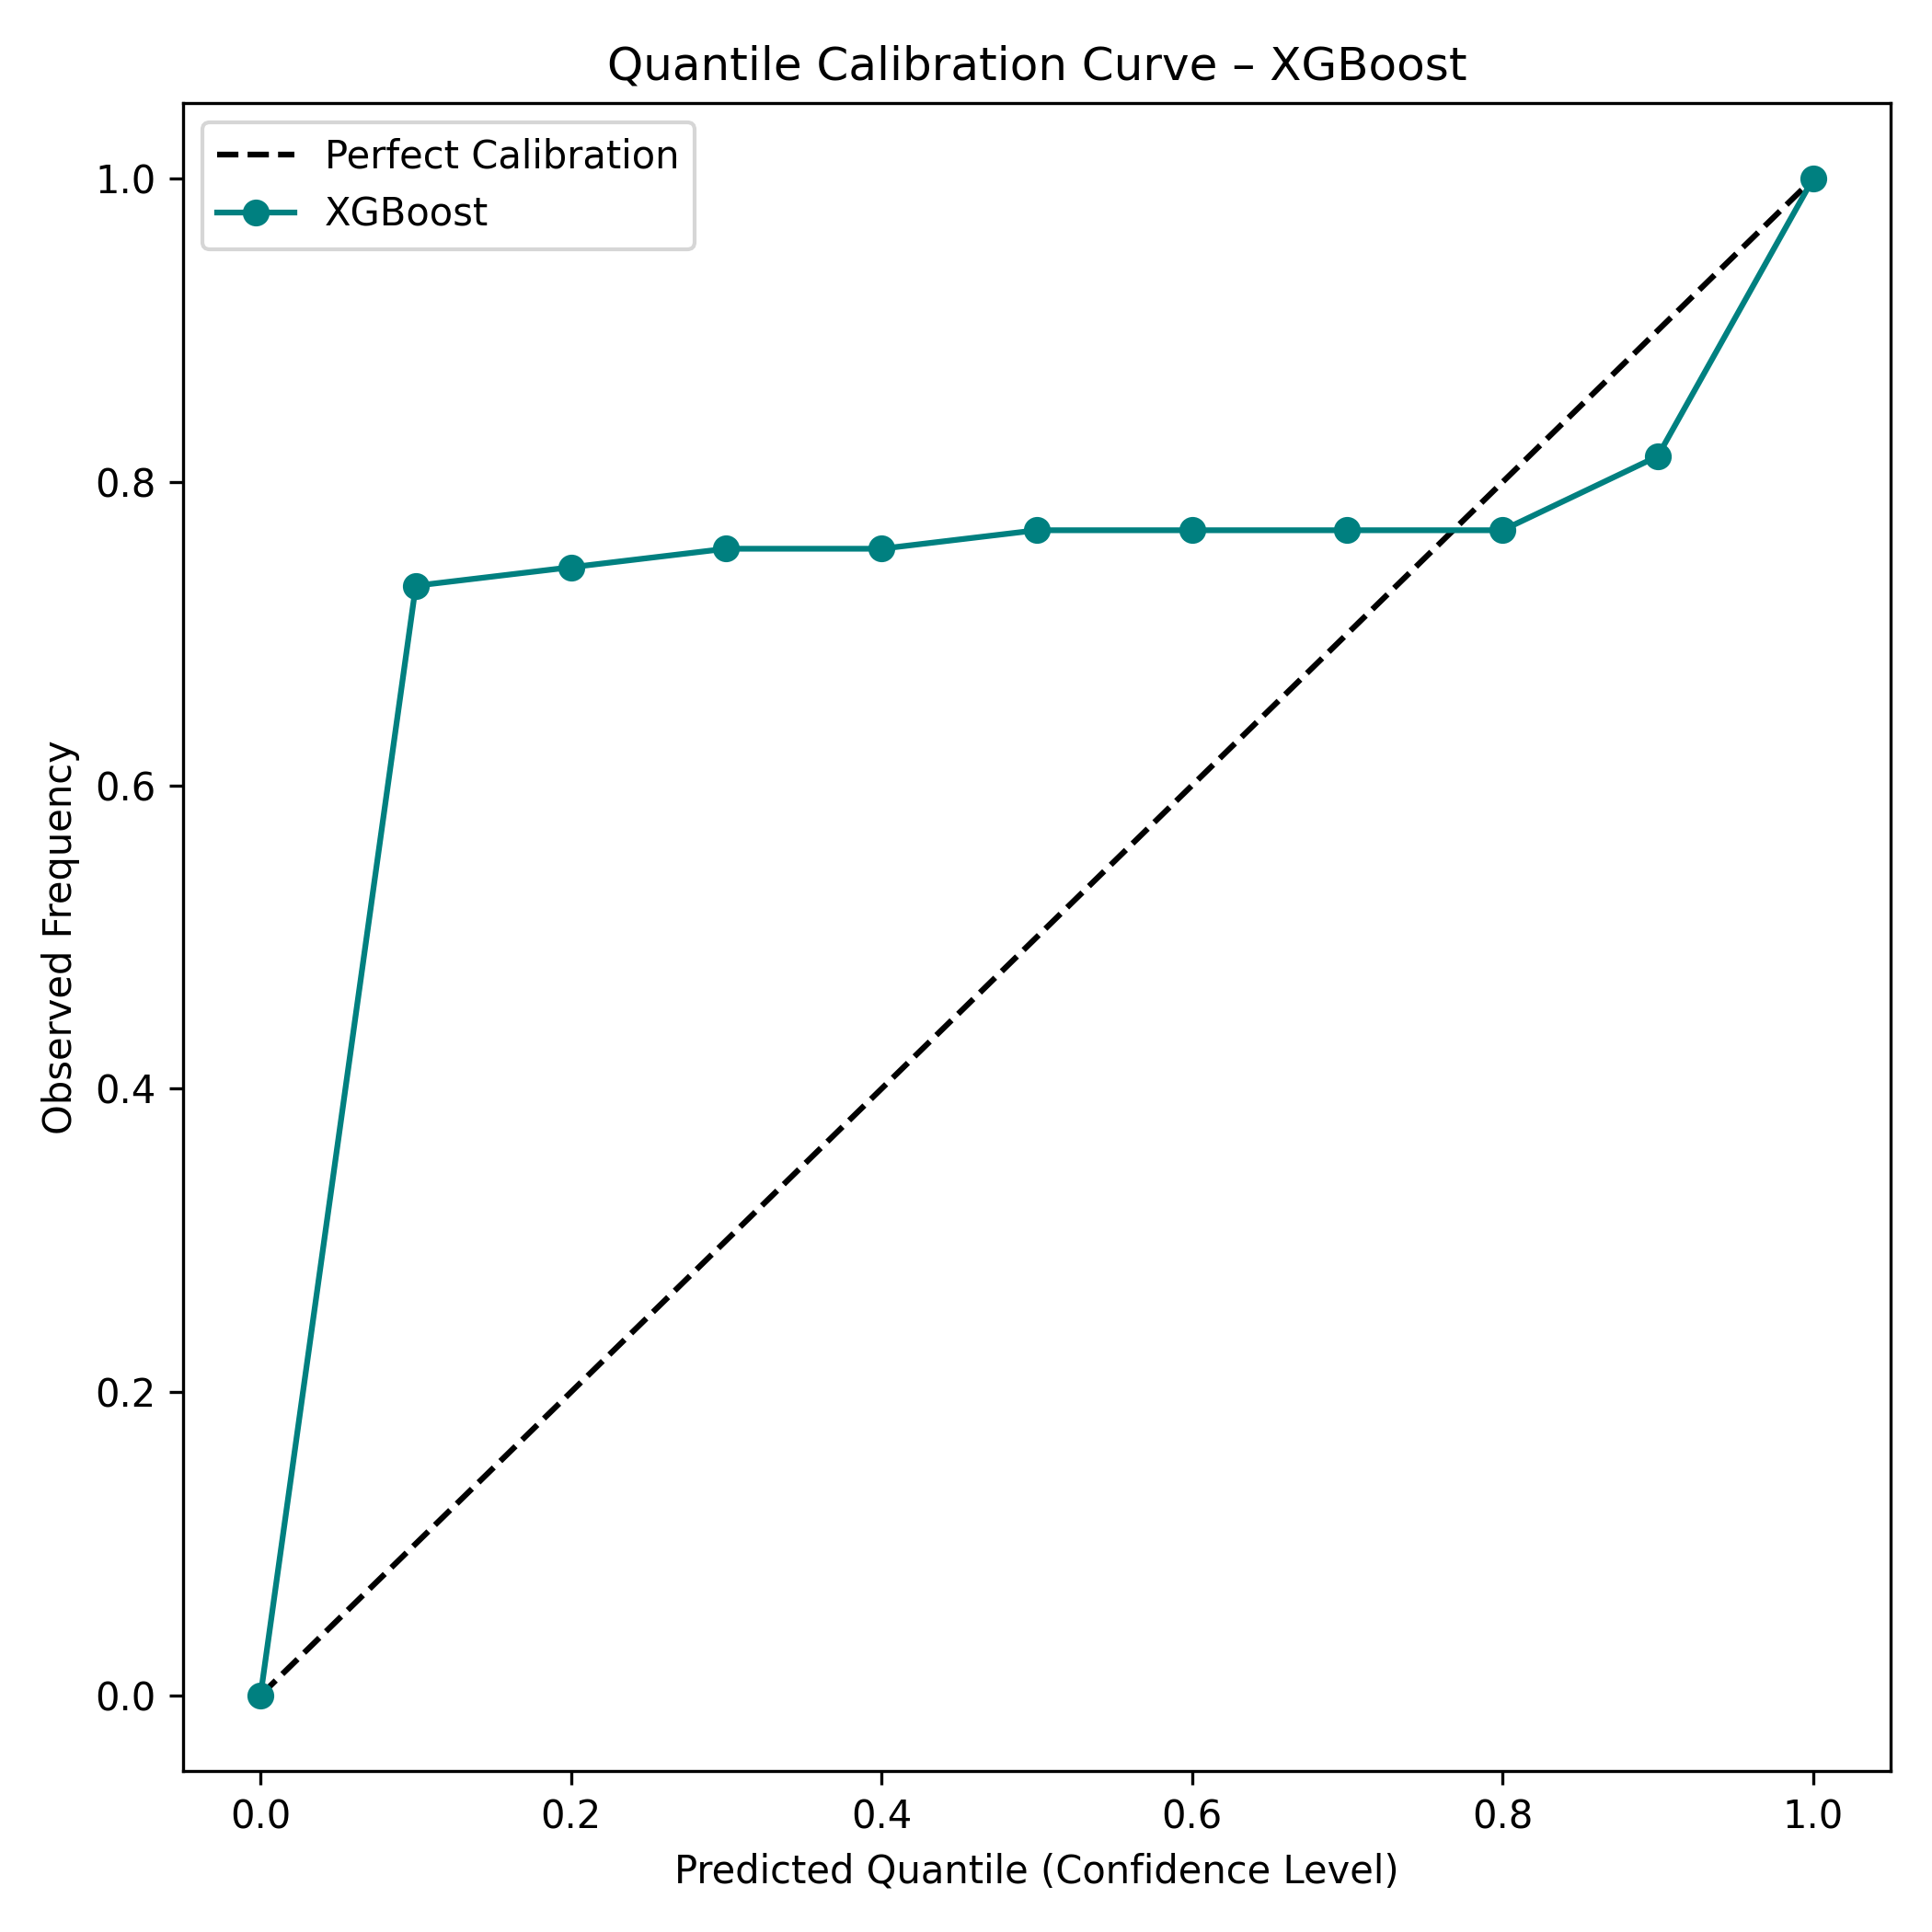 Quantile Calibration Curve – XGBoost
Perfect Calibration
XGBoost
1.0
0.8
0.6
0.4
0.2
0.0
Observed Frequency
0.0 0.2 0.4 0.6 0.8 1.0
Predicted Quantile (Confidence Level)